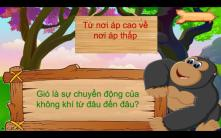 Từ nơi áp cao về
nơi áp thấp
Gió là sự chuyển động của
không khí từ đâu đến đâu?